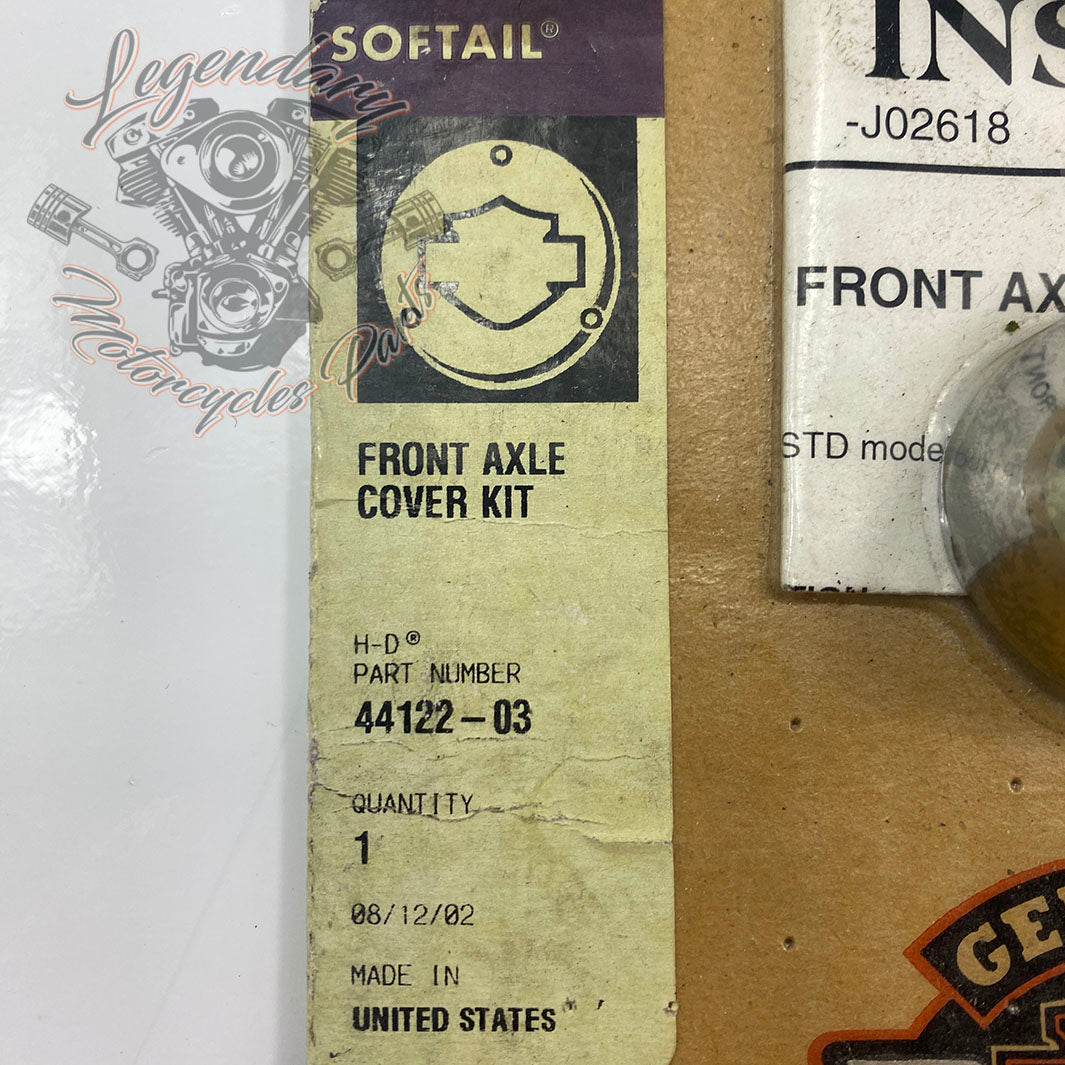 SOFTAIL®
Legendary
Motorcycles Parts
FRONT AXLE
COVER KIT
H-D®
PART NUMBER
44122-03
QUANTITY
1
08/12/02
MADE IN
UNITED STATES
INS
-J02618
FRONT AX
STD mode
GE